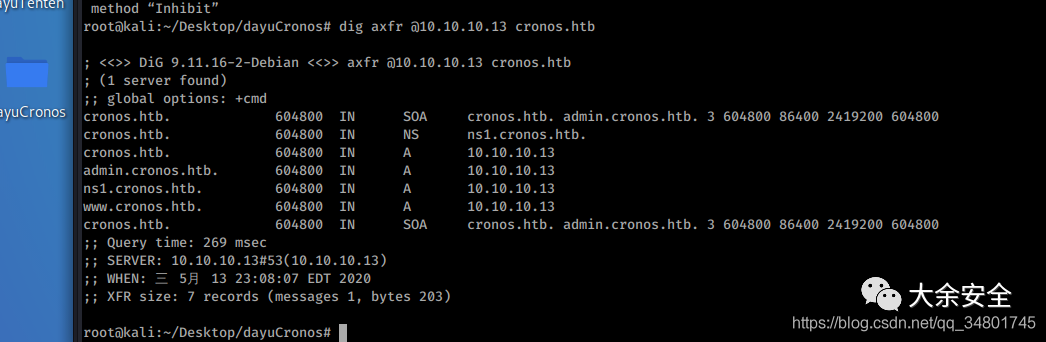 ayuTenten
method “Inhibit”
root@kali:~/Desktop/dayuCronos# dig axfr @10.10.10.13 cronos.htb
; <<>> DiG 9.11.16-2-Debian <<>> axfr @10.10.10.13 cronos.htb
; (1 server found)
;; global options: +cmd
cronos.htb. 604800 IN SOA cronos.htb. admin.cronos.htb. 3 604800 86400 2419200 604800
cronos.htb. 604800 IN NS ns1.cronos.htb.
cronos.htb. 604800 IN A 10.10.10.13
admin.cronos.htb. 604800 IN A 10.10.10.13
ns1.cronos.htb. 604800 IN A 10.10.10.13
www.cronos.htb. 604800 IN A 10.10.10.13
cronos.htb. 604800 IN SOA cronos.htb. admin.cronos.htb. 3 604800 86400 2419200 604800
;; Query time: 269 msec
;; SERVER: 10.10.10.13#53(10.10.10.13)
;; WHEN: 三 5月 13 23:08:07 EDT 2020
;; XFR size: 7 records (messages 1, bytes 203)
root@kali:~/Desktop/dayuCronos#
ayuCronos
大余安全
https://blog.csdn.net/qq_34801745